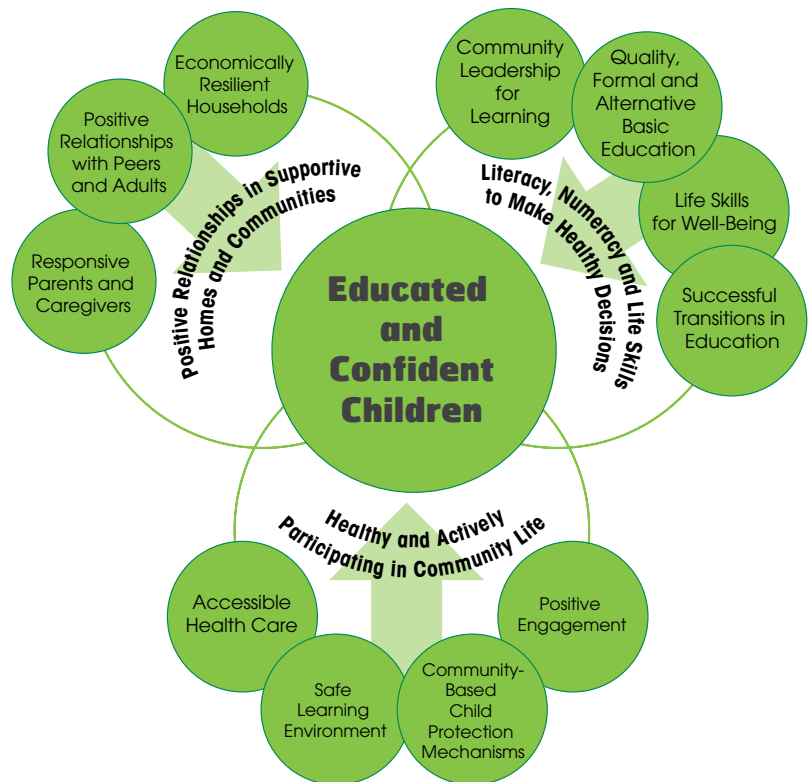 Economically
Resilient
Households
Positive
Relationships
with Peers
and Adults
Responsive
Parents and
Caregivers
Positive Relationships in Supportive
Homes and Communities
Community
Leadership
for
Learning
Quality,
Formal and
Alternative
Basic
Education
Life Skills
for Well-Being
Successful
Transitions in
Education
Literacy, Numeracy and Life Skills
to Make Healthy Decisions
Educated
and
Confident
Children
Healthy and Actively
Participating in Community Life
Accessible
Health Care
Safe
Learning
Environment
Community-
Based
Child
Protection
Mechanisms
Positive
Engagement